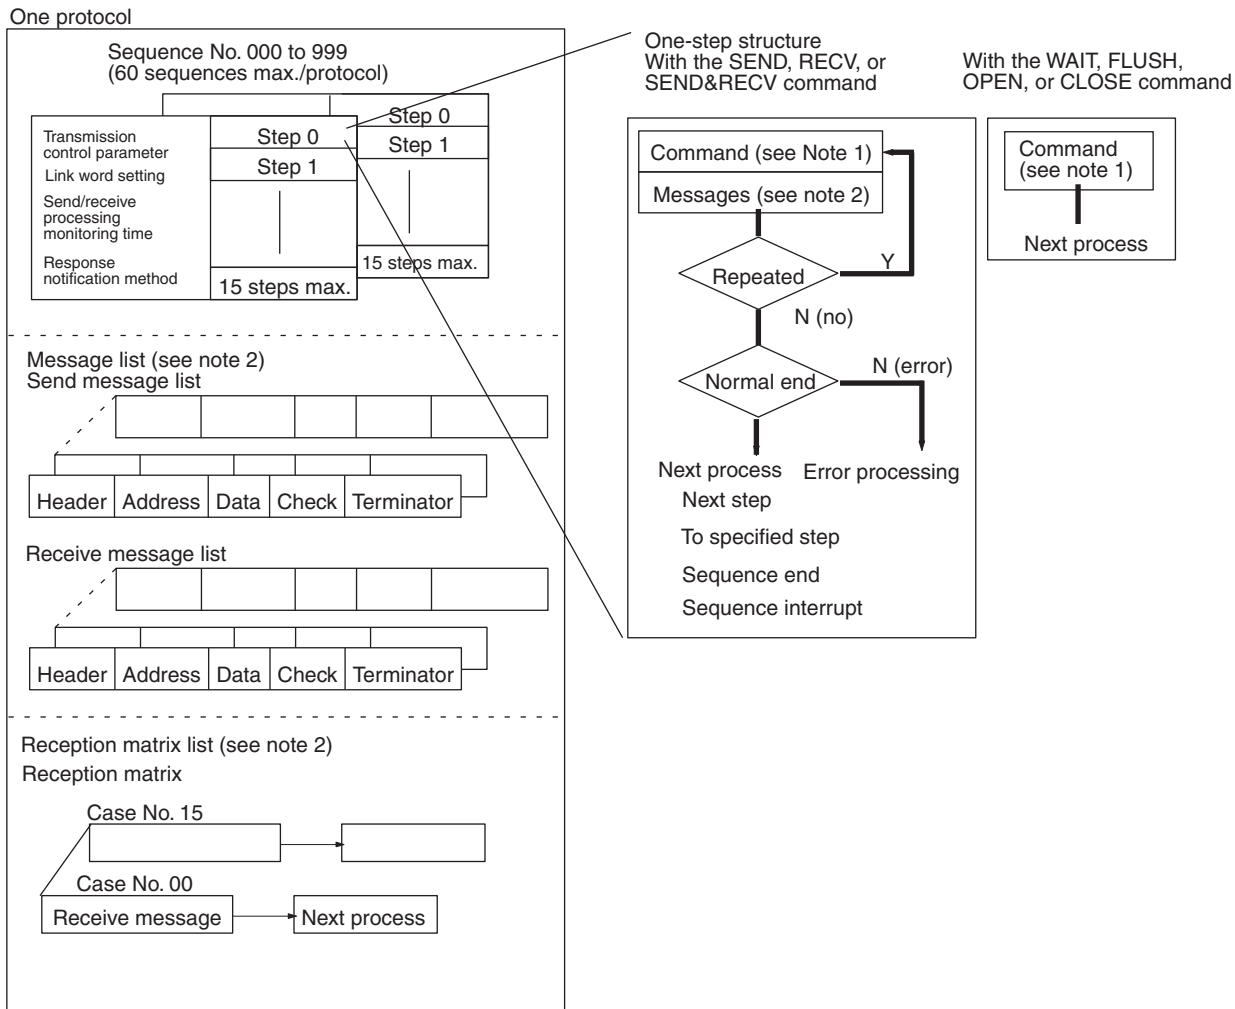 One protocol
Sequence No. 000 to 999
(60 sequences max./protocol)
Transmission
control parameter
Link word setting
Send/receive
processing
monitoring time
Response
notification method
Step 0
Step 1
15 steps max.
Step 0
Step 1
15 steps max.
Message list (see note 2)
Send message list
Header Address Data Check Terminator
Receive message list
Header Address Data Check Terminator
Reception matrix list (see note 2)
Reception matrix
Case No. 15
Case No. 00
Receive message
Next process
One-step structure
With the SEND, RECV, or
SEND&RECV command
Command (see Note 1)
Messages (see note 2)
Repeated
Y
N (no)
Normal end
N (error)
Next process
Error processing
Next step
To specified step
Sequence end
Sequence interrupt
With the WAIT, FLUSH,
OPEN, or CLOSE command
Command
(see note 1)
Next process